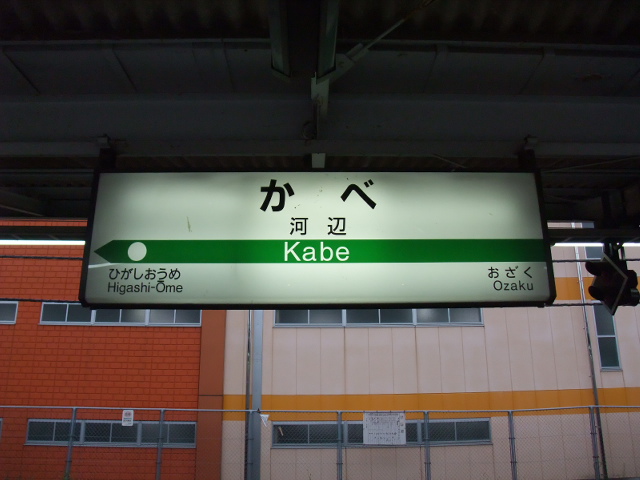 かべ
河辺
Kabe
ひがしおうめ
Higashi-Ōme
おざく
Ozaku